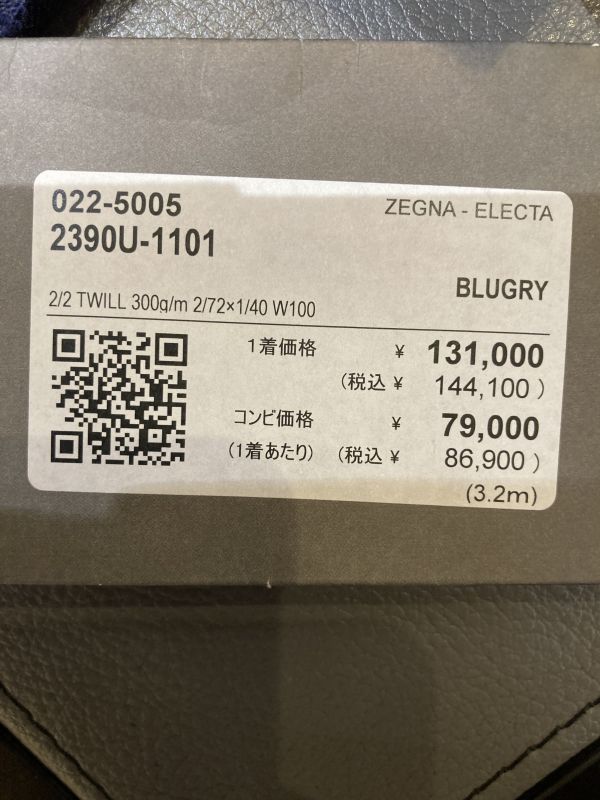 022-5005
ZEGNA - ELECTA
2390U-1101
BLUGRY
2/2 TWILL 300g/m 2/72×1/40 W100
1着価格 ¥ 131,000
(税込 ¥ 144,100 )
コンビ価格 ¥ 79,000
(1着あたり) (税込 ¥ 86,900 )
(3.2m)